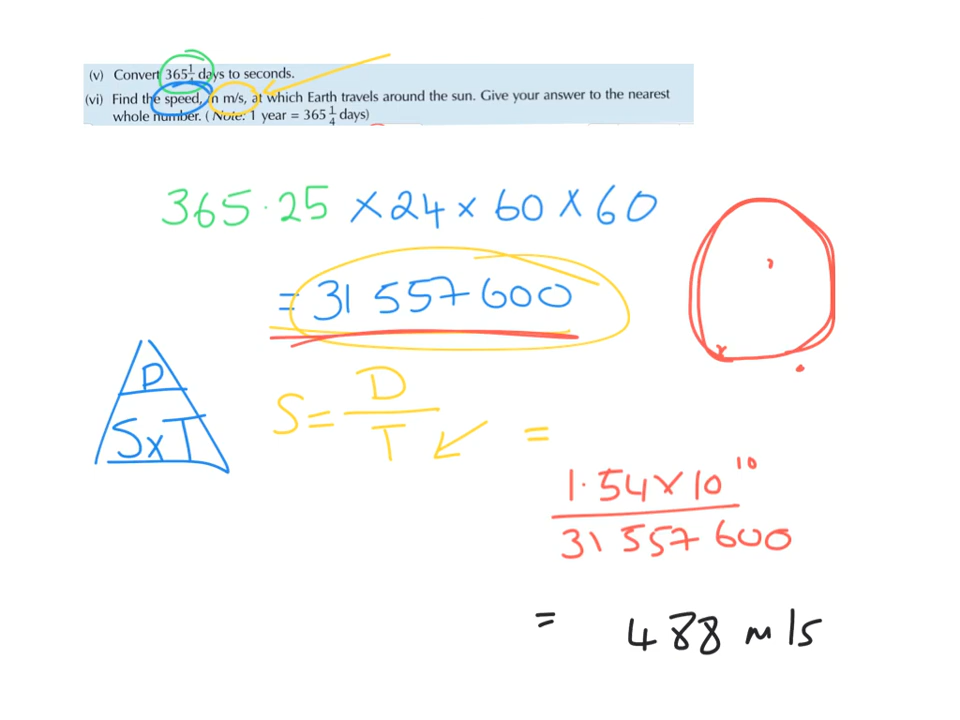 (v) Convert 365¼ days to seconds.
(vi) Find the speed, in m/s, at which Earth travels around the sun. Give your answer to the nearest
whole number. (Note: 1 year = 365 ¼ days)
365.25 × 24 × 60 × 60
= 31 557 600
D
S x T
S = D/T =
1.54 × 10¹⁰
31 557 600
= 488 m/s